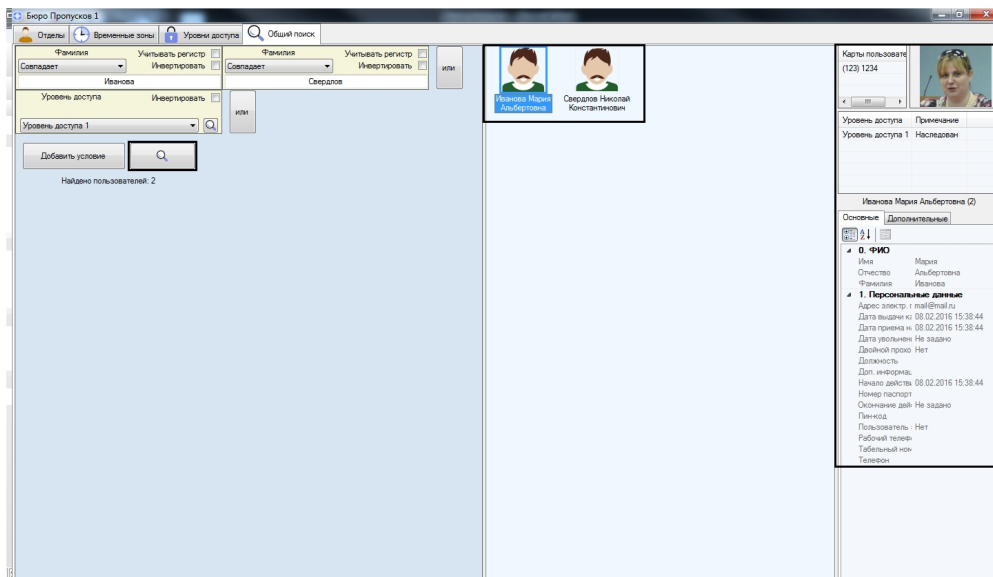 Бюро Пропусков 1
Отделы
Временные зоны
Уровни доступа
Общий поиск
Фамилия
Учитывать регистр
Совпадает
Инвертировать
Иванова
Фамилия
Учитывать регистр
Совпадает
Инвертировать
Свердлов
или
Уровень доступа
Инвертировать
Уровень доступа 1
или
Добавить условие
Найдено пользователей: 2
Иванова Мария
Альбертовна
Свердлов Николай
Константинович
Карты пользовате
(123) 1234
Уровень доступа Примечание
Уровень доступа 1 Наследован
Иванова Мария Альбертовна (2)
Основные Дополнительные
0. ФИО
Имя Мария
Отчество Альбертовна
Фамилия Иванова
1. Персональные данные
Адрес электр. г mail@mail.ru
Дата выдачи ка 08.02.2016 15:38:44
Дата приема на 08.02.2016 15:38:44
Дата увольнени Не задано
Двойной прохо Нет
Должность
Доп. информац
Начало действи 08.02.2016 15:38:44
Номер паспорт
Окончание дей Не задано
Пин-код
Пользователь Нет
Рабочий телеф
Табельный ном
Телефон